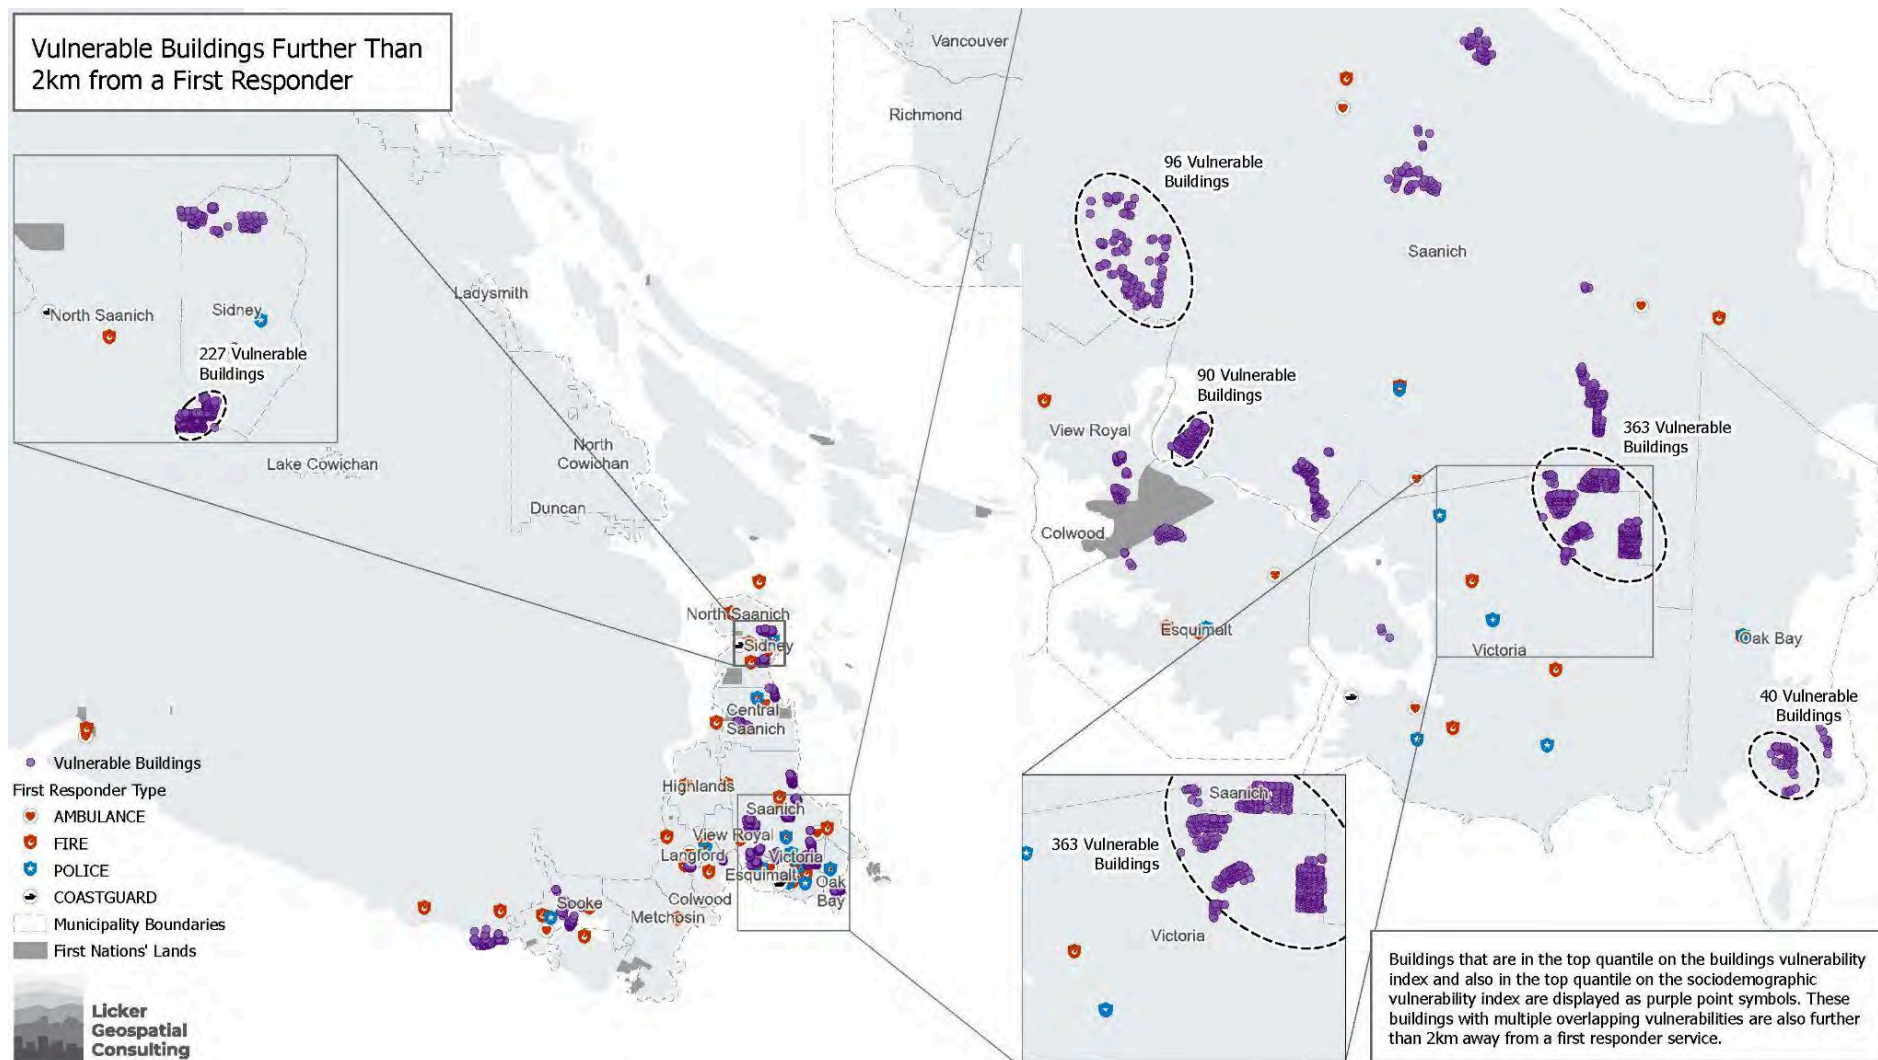 Vulnerable Buildings Further Than
2km from a First Responder
North Saanich
Sidney
227 Vulnerable
Buildings
Vancouver
Richmond
Ladysmith
Lake Cowichan
North
Cowichan
Duncan
North Saanich
Sidney
Central
Saanich
Highlands
Saanich
View Royal
Langford
Victoria
Esquimalt
Oak
Bay
Colwood
Metchosin
Sooke
96 Vulnerable
Buildings
Saanich
90 Vulnerable
Buildings
View Royal
363 Vulnerable
Buildings
Colwood
Esquimalt
Victoria
Oak Bay
40 Vulnerable
Buildings
Saanich
363 Vulnerable
Buildings
Victoria
Vulnerable Buildings
First Responder Type
AMBULANCE
FIRE
POLICE
COASTGUARD
Municipality Boundaries
First Nations' Lands
Licker
Geospatial
Consulting
Buildings that are in the top quantile on the buildings vulnerability
index and also in the top quantile on the sociodemographic
vulnerability index are displayed as purple point symbols. These
buildings with multiple overlapping vulnerabilities are also further
than 2km away from a first responder service.